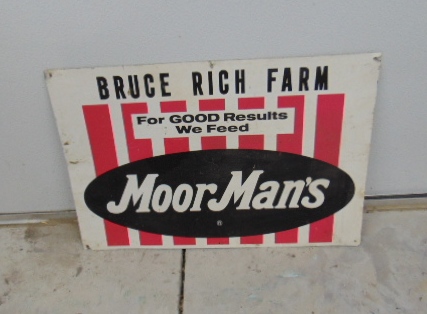 BRUCE RICH FARM
For GOOD Results
We Feed
MoorMan's
®